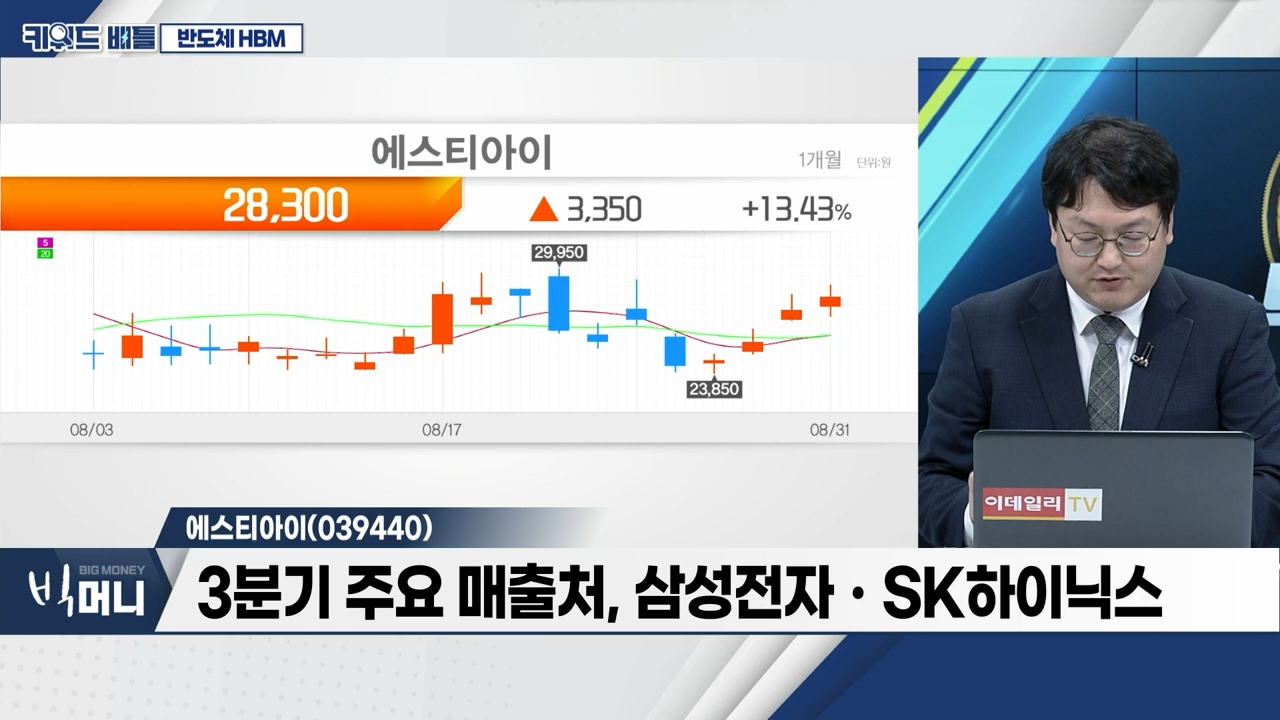 키워드 배틀 반도체 HBM
에스티아이
1개월 단위:원
28,300 ▲ 3,350 +13.43%
5
20
29,950
23,850
08/03 08/17 08/31
이데일리 TV
에스티아이(039440)
BIG MONEY
빅머니
3분기 주요 매출처, 삼성전자 · SK하이닉스